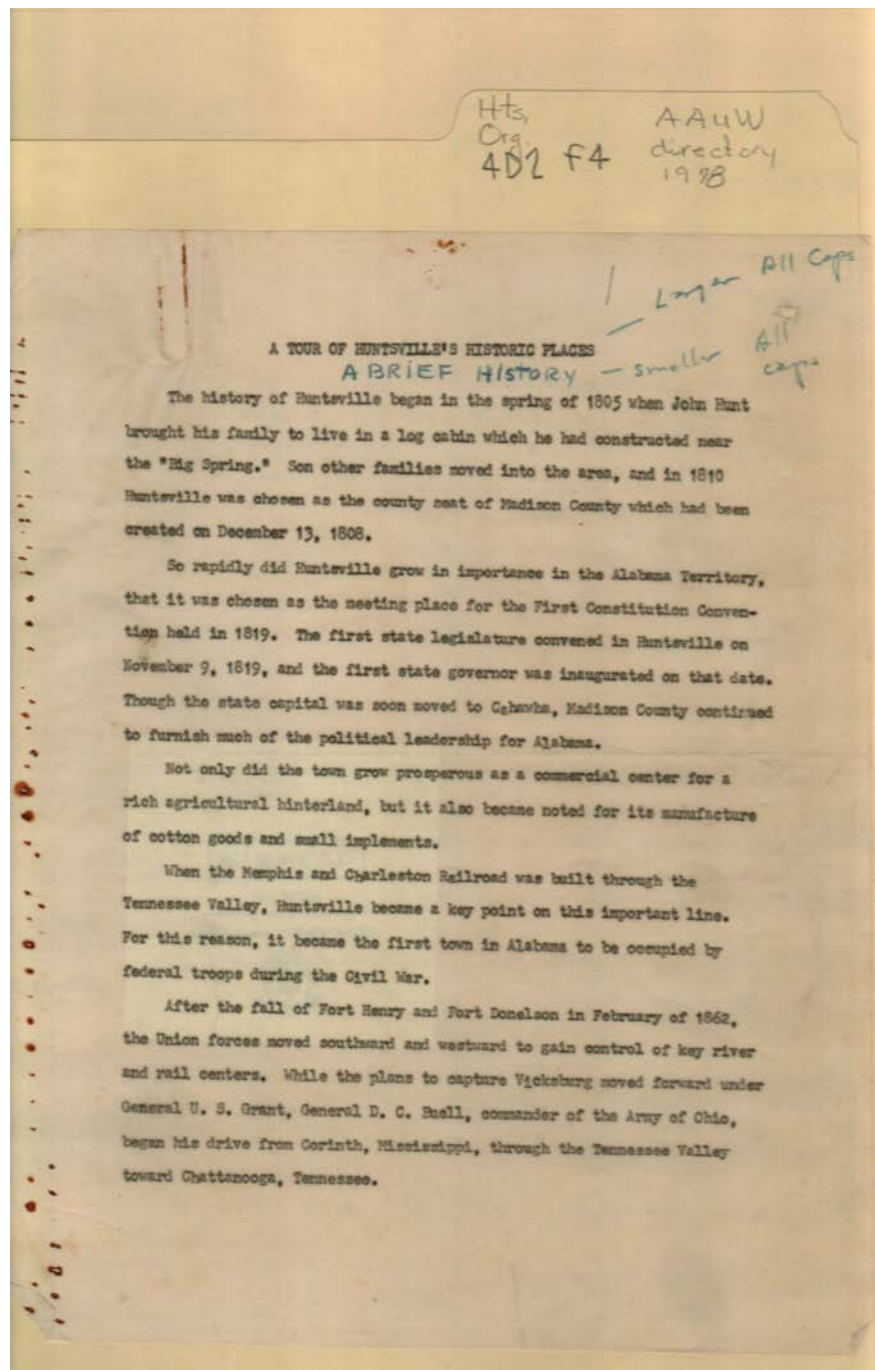 Hts,
Org.
4D2 F4
AAUW
directory
1978
Larger All Caps
A TOUR OF HUNTSVILLE'S HISTORIC PLACES
A BRIEF HISTORY - smaller All caps
The history of Huntsville began in the spring of 1805 when John Hunt
brought his family to live in a log cabin which he had constructed near
the "Big Spring." Son other families moved into the area, and in 1810
Huntsville was chosen as the county seat of Madison County which had been
created on December 13, 1808.
So rapidly did Huntsville grow in importance in the Alabama Territory,
that it was chosen as the meeting place for the First Constitution Conven-
tion held in 1819. The first state legislature convened in Huntsville on
November 9, 1819, and the first state governor was inaugurated on that date.
Though the state capital was soon moved to Cahawba, Madison County continued
to furnish much of the political leadership for Alabama.
Not only did the town grow prosperous as a commercial center for a
rich agricultural hinterland, but it also became noted for its manufacture
of cotton goods and small implements.
When the Memphis and Charleston Railroad was built through the
Tennessee Valley, Huntsville became a key point on this important line.
For this reason, it became the first town in Alabama to be occupied by
federal troops during the Civil War.
After the fall of Fort Henry and Fort Donelson in February of 1862,
the Union forces moved southward and westward to gain control of key river
and rail centers. While the plans to capture Vicksburg moved forward under
General U. S. Grant, General D. C. Buell, commander of the Army of Ohio,
began his drive from Corinth, Mississippi, through the Tennessee Valley
toward Chattanooga, Tennessee.